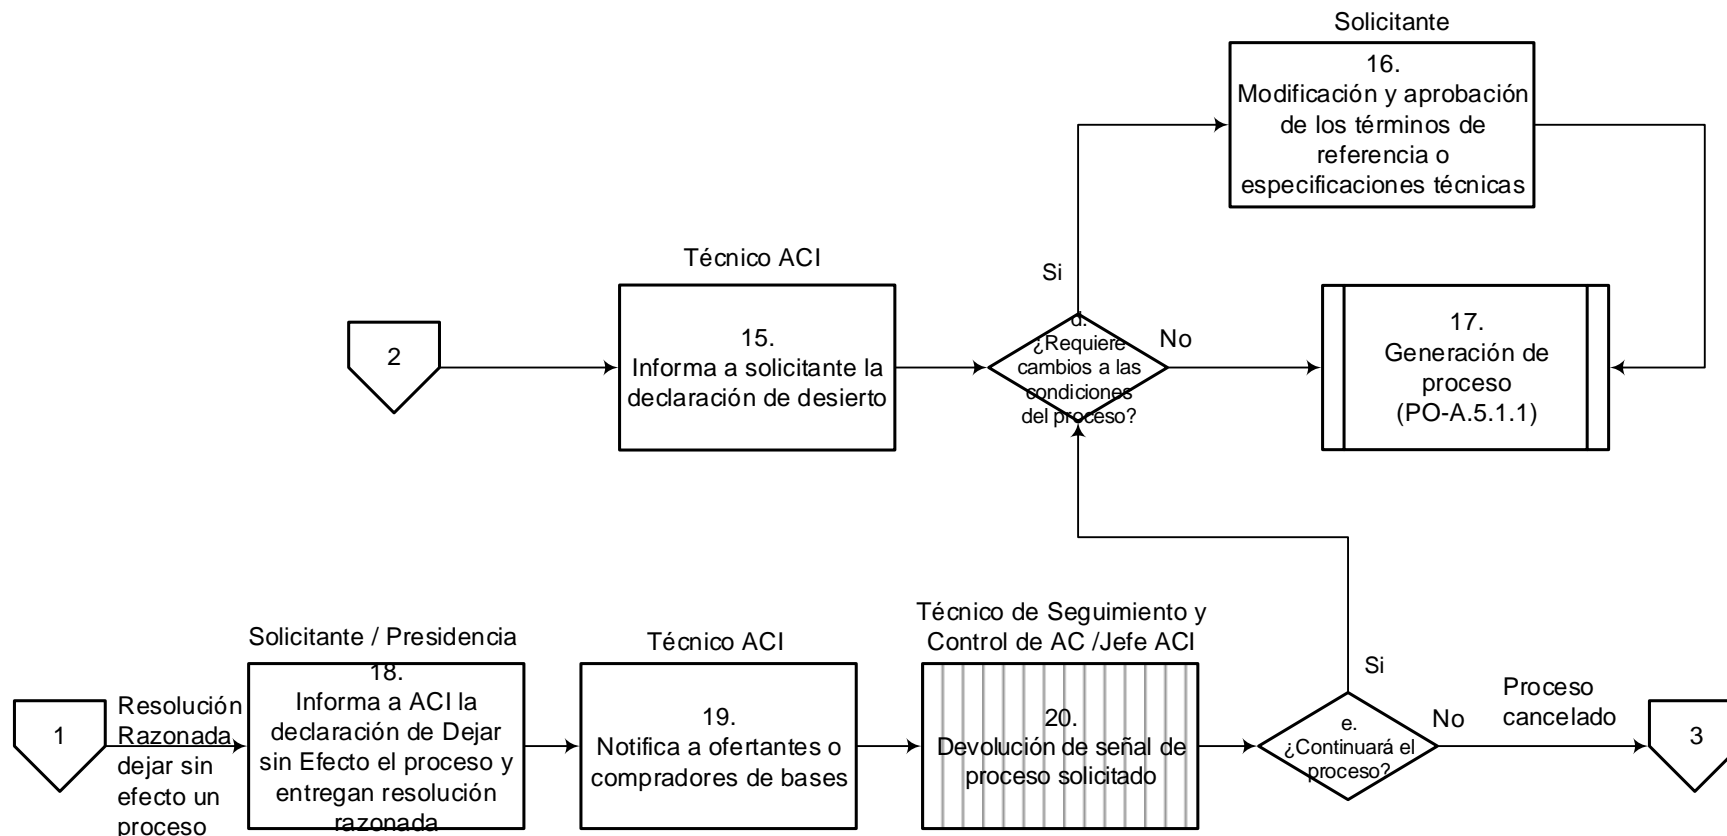 Solicitante
16.
Modificación y aprobación
de los términos de
referencia o
especificaciones técnicas
Técnico ACI
2
15.
Informa a solicitante la
declaración de desierto
Si
d.
¿Requiere
cambios a las
condiciones
del proceso?
No
17.
Generación de
proceso
(PO-A.5.1.1)
1
Resolución
Razonada
dejar sin
efecto un
proceso
Solicitante / Presidencia
18.
Informa a ACI la
declaración de Dejar
sin Efecto el proceso y
entregan resolución
razonada
Técnico ACI
19.
Notifica a ofertantes o
compradores de bases
Técnico de Seguimiento y
Control de AC /Jefe ACI
20.
Devolución de señal de
proceso solicitado
Si
e.
¿Continuará el
proceso?
No
Proceso
cancelado
3